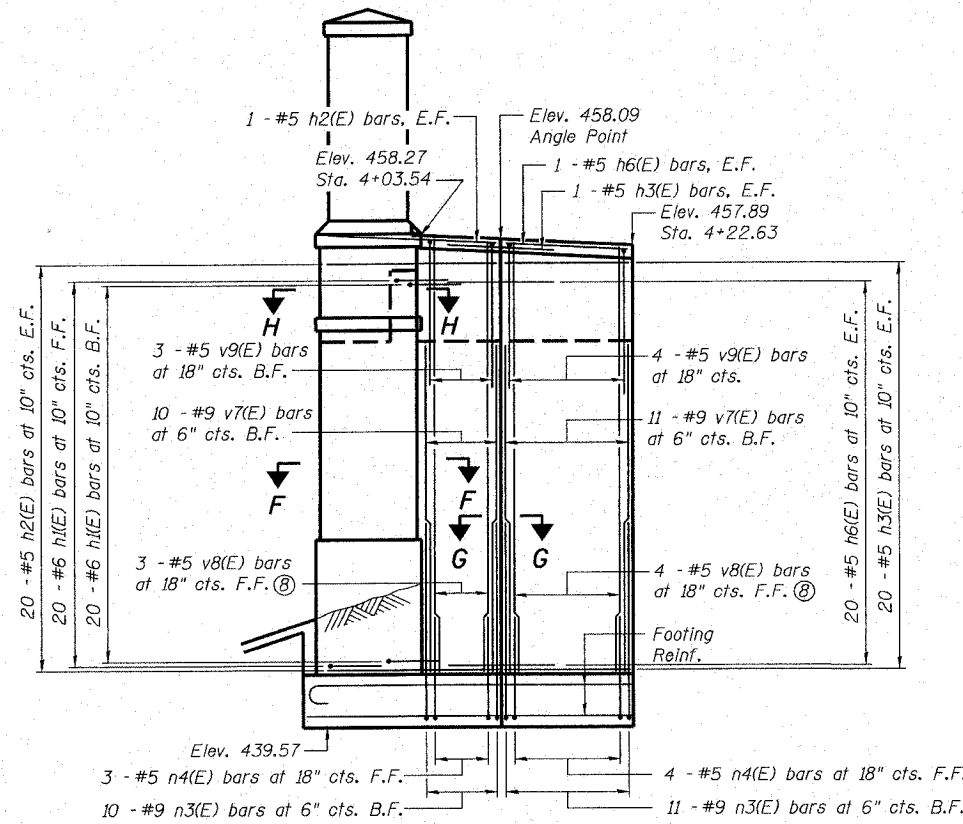 1 - #5 h2(E) bars, E.F.
Elev. 458.09
Angle Point
Elev. 458.27
Sta. 4+03.54
1 - #5 h6(E) bars, E.F.
1 - #5 h3(E) bars, E.F.
Elev. 457.89
Sta. 4+22.63
H
H
3 - #5 v9(E) bars
at 18" cts. B.F.
4 - #5 v9(E) bars
at 18" cts.
10 - #9 v7(E) bars
at 6" cts. B.F.
11 - #9 v7(E) bars
at 6" cts. B.F.
F
F
G
G
3 - #5 v8(E) bars
at 18" cts. F.F. ⑧
4 - #5 v8(E) bars
at 18" cts. F.F. ⑧
20 - #5 h2(E) bars at 10" cts. E.F.
20 - #6 h1(E) bars at 10" cts. F.F.
20 - #6 h1(E) bars at 10" cts. B.F.
20 - #5 h6(E) bars at 10" cts. E.F.
20 - #5 h3(E) bars at 10" cts. E.F.
Footing
Reinf.
Elev. 439.57
3 - #5 n4(E) bars at 18" cts. F.F.
4 - #5 n4(E) bars at 18" cts. F.F.
10 - #9 n3(E) bars at 6" cts. B.F.
11 - #9 n3(E) bars at 6" cts. B.F.